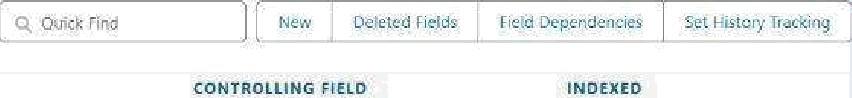 Quick Find New Deleted Fields Field Dependencies Set History Tracking
CONTROLLING FIELD INDEXED